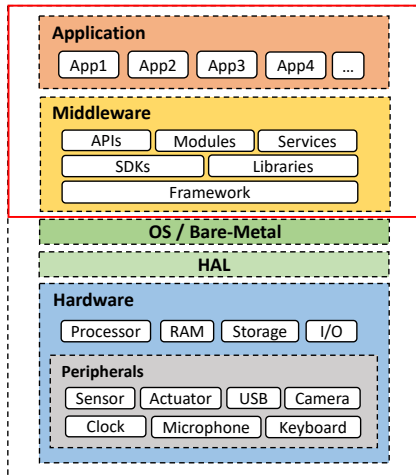 Application
App1 App2 App3 App4 ...
Middleware
APIs Modules Services
SDKs Libraries
Framework
OS / Bare-Metal
HAL
Hardware
Processor RAM Storage I/O
Peripherals
Sensor Actuator USB Camera
Clock Microphone Keyboard